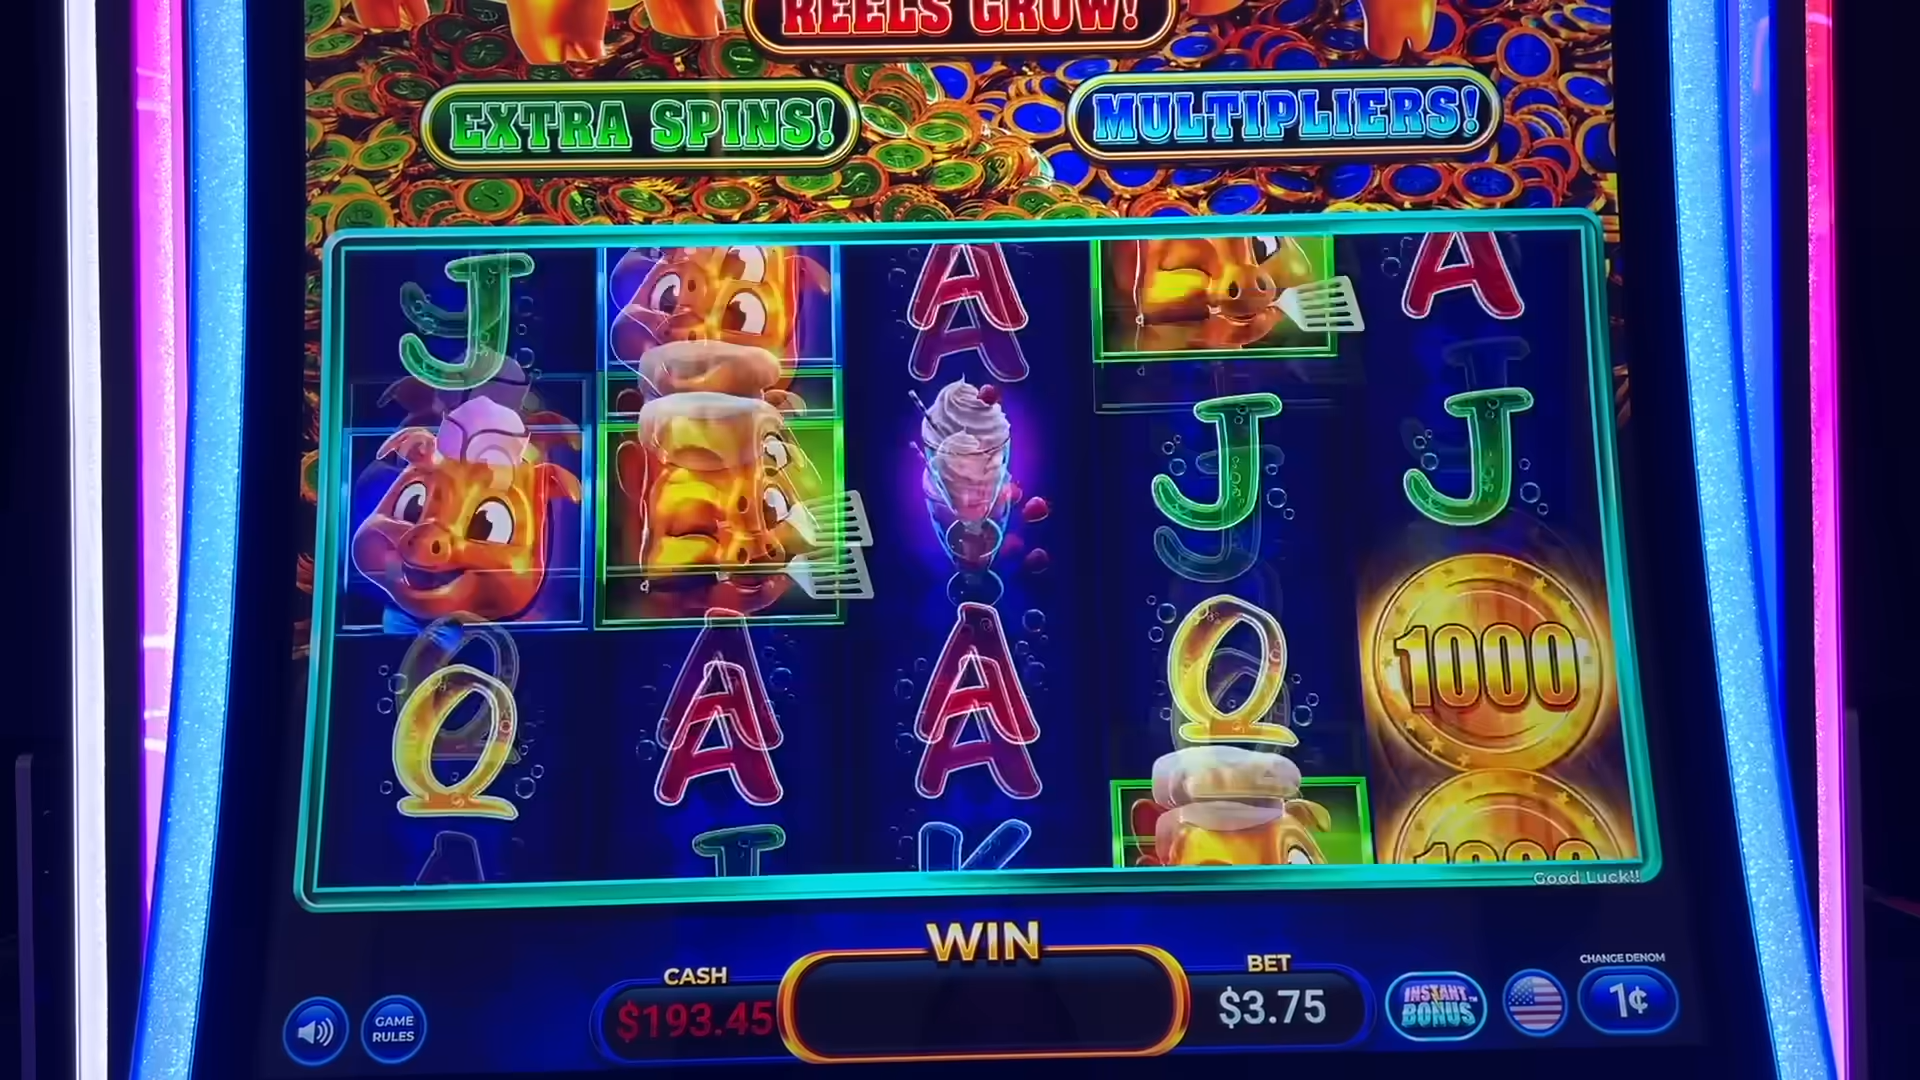 REELS GROW!
EXTRA SPINS!
MULTIPLIERS!
J
A
A
J
J
Q
A
A
Q
1000
A
J
K
1000
Good Luck!!
WIN
CASH
BET
CHANGE DENOM
GAME
RULES
$193.45
$3.75
INSTANT
BONUS
1¢